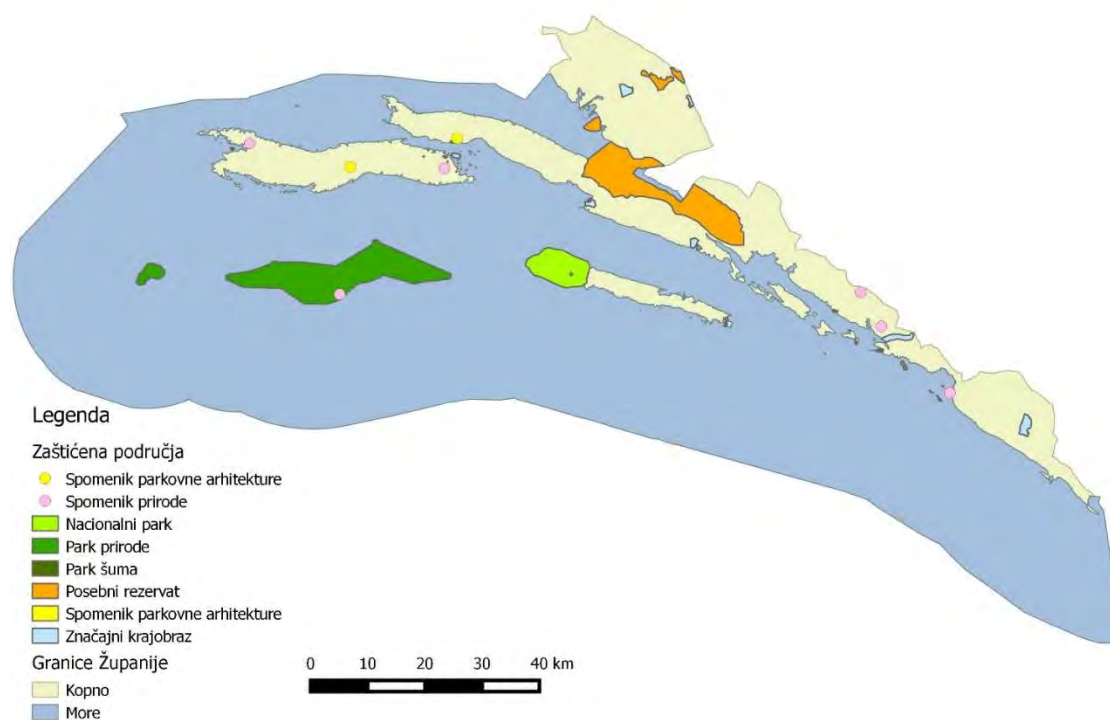 Legenda
Zaštićena područja
Spomenik parkovne arhitekture
Spomenik prirode
Nacionalni park
Park prirode
Park šuma
Posebni rezervat
Spomenik parkovne arhitekture
Značajni krajobraz
Granice Županije
Kopno
More
0 10 20 30 40 km